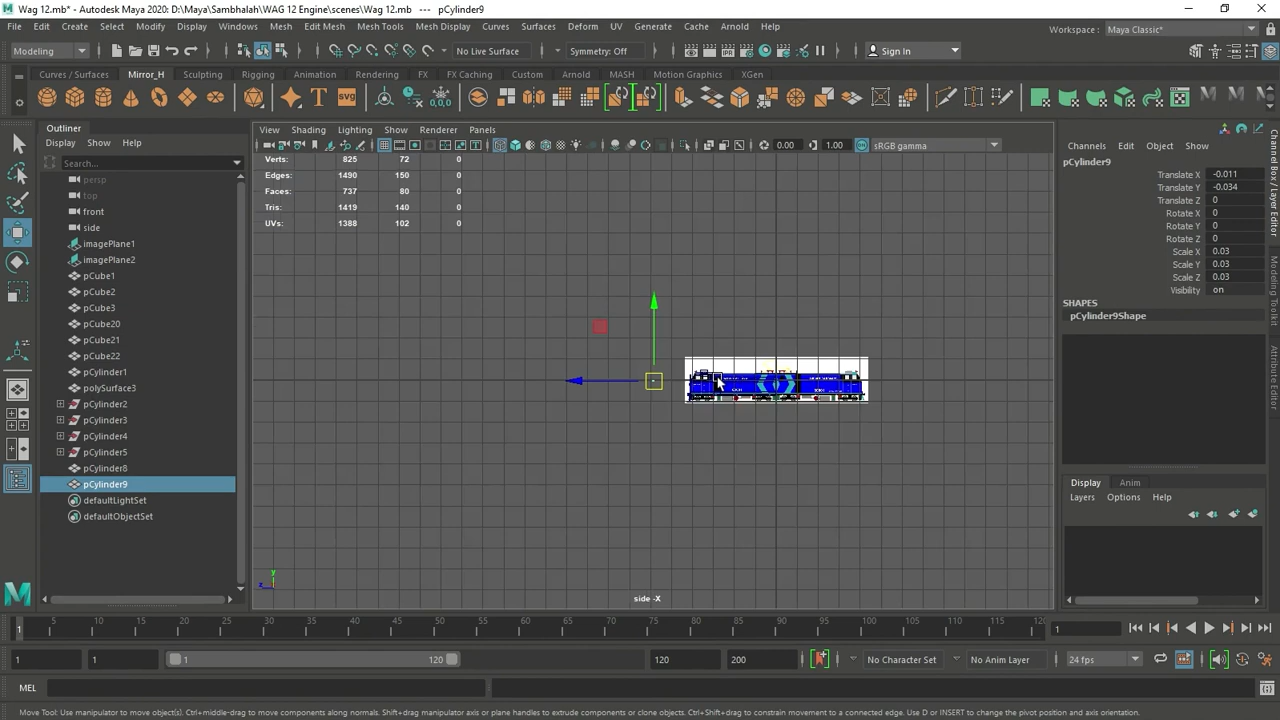 Wag 12.mb* - Autodesk Maya 2020: D:\Maya\Sambhalah\WAG 12 Engine\scenes\Wag 12.mb --- pCylinder9
File Edit Create Select Modify Display Windows Mesh Edit Mesh Mesh Tools Mesh Display Curves Surfaces Deform UV Generate Cache Arnold Help
Workspace : Maya Classic*
Modeling
No Live Surface
Symmetry: Off
Sign In
Curves / Surfaces Mirror_H Sculpting Rigging Animation Rendering FX FX Caching Custom Arnold MASH Motion Graphics XGen
SVG
0,0,0
Outliner
Display Show Help
Search...
persp
top
front
side
imagePlane1
imagePlane2
pCube1
pCube2
pCube3
pCube20
pCube21
pCube22
pCylinder1
polySurface3
pCylinder2
pCylinder3
pCylinder4
pCylinder5
pCylinder8
pCylinder9
defaultLightSet
defaultObjectSet
View Shading Lighting Show Renderer Panels
0.00 1.00 sRGB gamma
Verts: 825 72 0
Edges: 1490 150 0
Faces: 737 80 0
Tris: 1419 140 0
UVs: 1388 102 0
y
z
side -X
Channels Edit Object Show
pCylinder9
Translate X -0.011
Translate Y -0.034
Translate Z 0
Rotate X 0
Rotate Y 0
Rotate Z 0
Scale X 0.03
Scale Y 0.03
Scale Z 0.03
Visibility on
SHAPES
pCylinder9Shape
Display Anim
Layers Options Help
Channel Box / Layer Editor
Modeling Toolkit
Attribute Editor
1 5 10 15 20 25 30 35 40 45 50 55 60 65 70 75 80 85 90 95 100 105 110 115 120
1
1 1 1 120 120 200 No Character Set No Anim Layer 24 fps
MEL
Move Tool: Use manipulator to move object(s). Ctrl+middle-drag to move components along normals. Shift+drag manipulator axis or plane handles to extrude components or clone objects. Ctrl+Shift+drag to constrain movement to a connected edge. Use D or INSERT to change the pivot position and axis orientation.